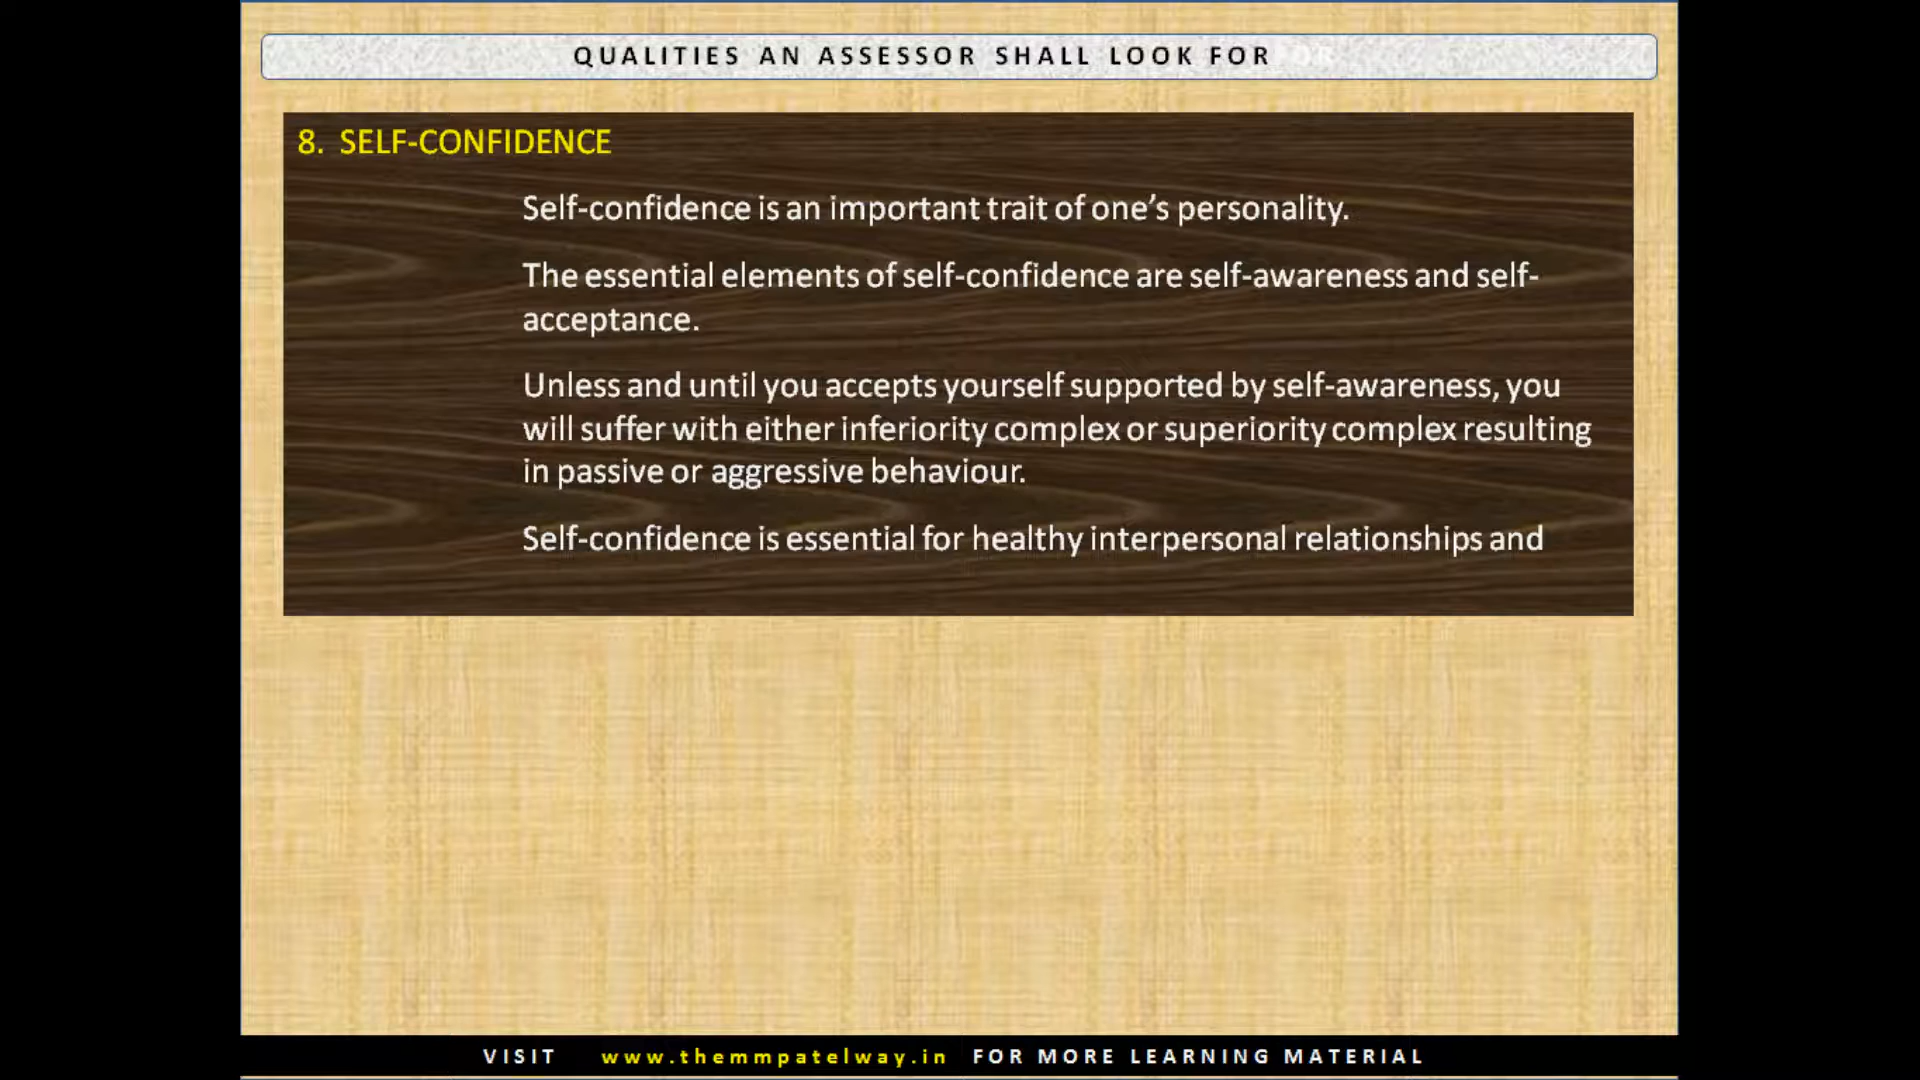 QUALITIES AN ASSESSOR SHALL LOOK FOR
8. SELF-CONFIDENCE
Self-confidence is an important trait of one’s personality.
The essential elements of self-confidence are self-awareness and self-
acceptance.
Unless and until you accepts yourself supported by self-awareness, you
will suffer with either inferiority complex or superiority complex resulting
in passive or aggressive behaviour.
Self-confidence is essential for healthy interpersonal relationships and
VISIT www.themmpatelway.in FOR MORE LEARNING MATERIAL